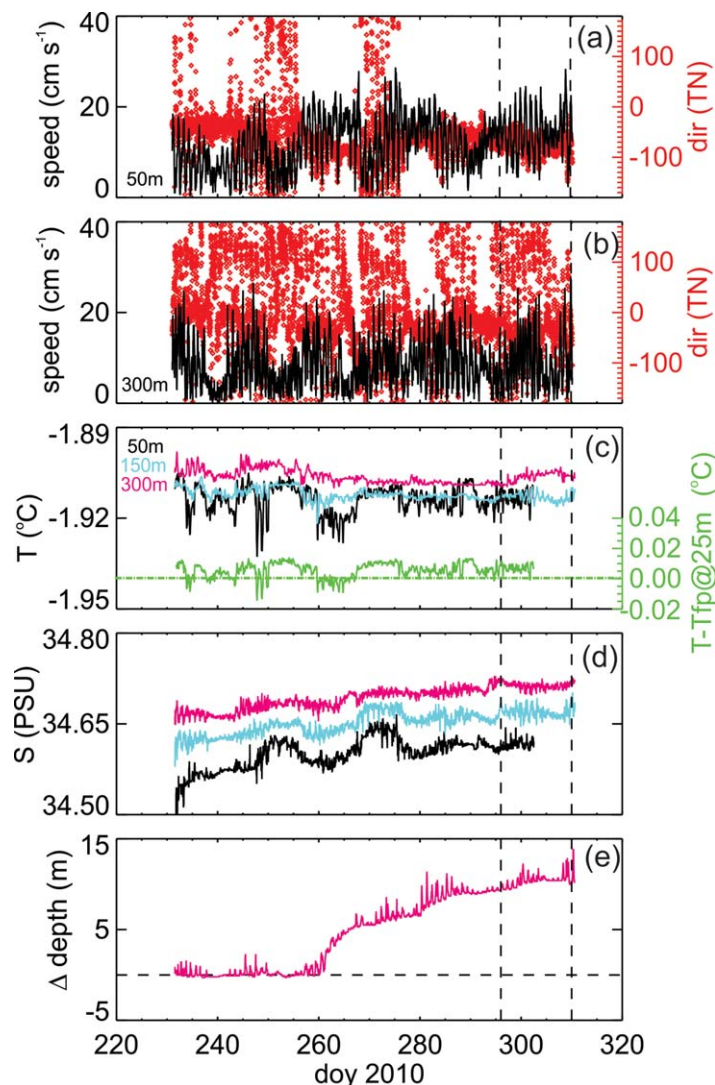 (a)
40
20
0
speed (cm s⁻¹)
50m
100
0
-100
dir (TN)
(b)
40
20
0
speed (cm s⁻¹)
300m
100
0
-100
dir (TN)
(c)
-1.89
-1.92
-1.95
T (°C)
50m
150m
300m
0.04
0.02
0.00
-0.02
T-Tfp@25m (°C)
(d)
34.80
34.65
34.50
S (PSU)
(e)
15
5
-5
Δ depth (m)
220 240 260 280 300 320
doy 2010